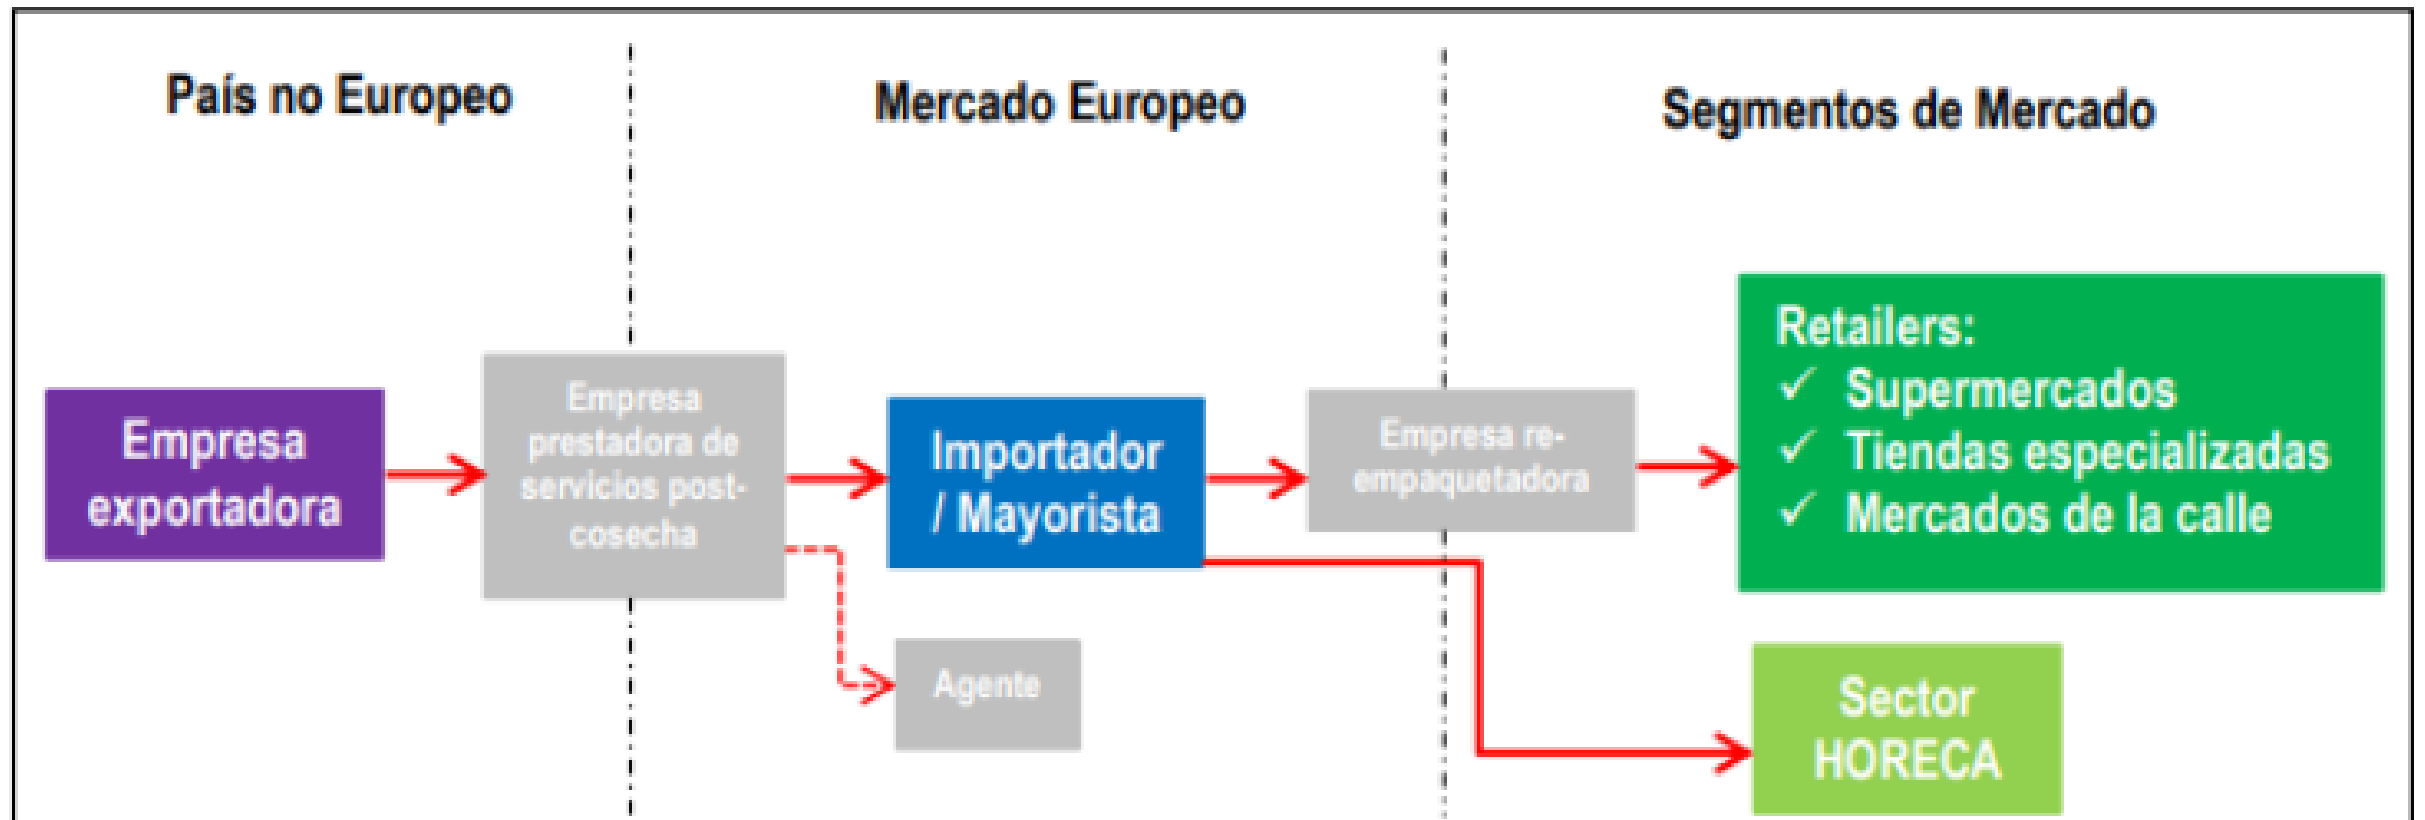 País no Europeo
Mercado Europeo
Segmentos de Mercado
Empresa
exportadora
Empresa
prestadora de
servicios post-
cosecha
Importador
/ Mayorista
Agente
Empresa re-
empaquetadora
Retailers:
✓ Supermercados
✓ Tiendas especializadas
✓ Mercados de la calle
Sector
HORECA